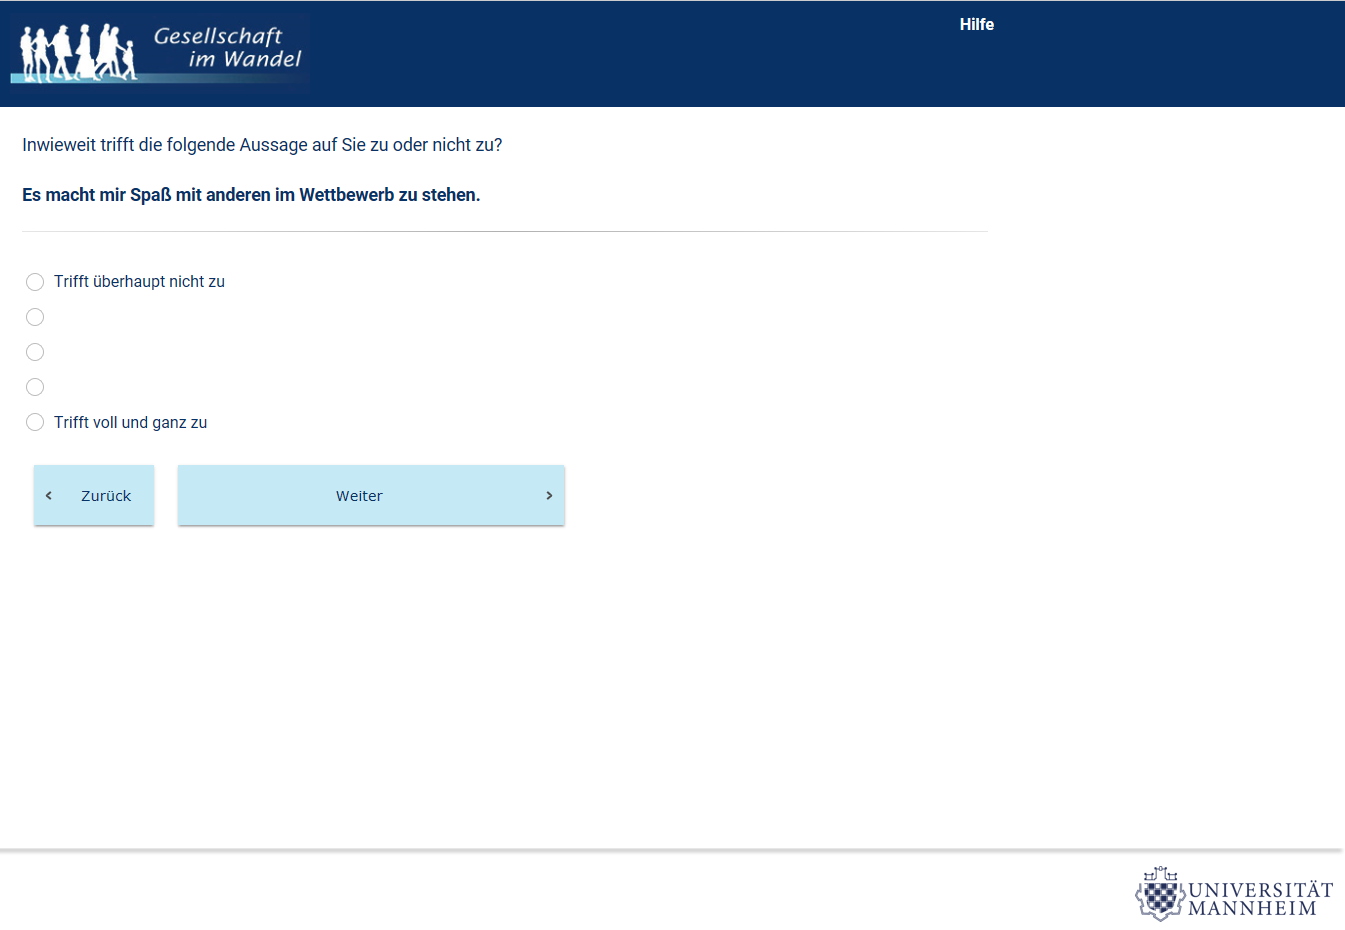 Gesellschaft
im Wandel
Hilfe
Inwieweit trifft die folgende Aussage auf Sie zu oder nicht zu?
Es macht mir Spaß mit anderen im Wettbewerb zu stehen.
Trifft überhaupt nicht zu
Trifft voll und ganz zu
Zurück
Weiter
UNIVERSITÄT
MANNHEIM